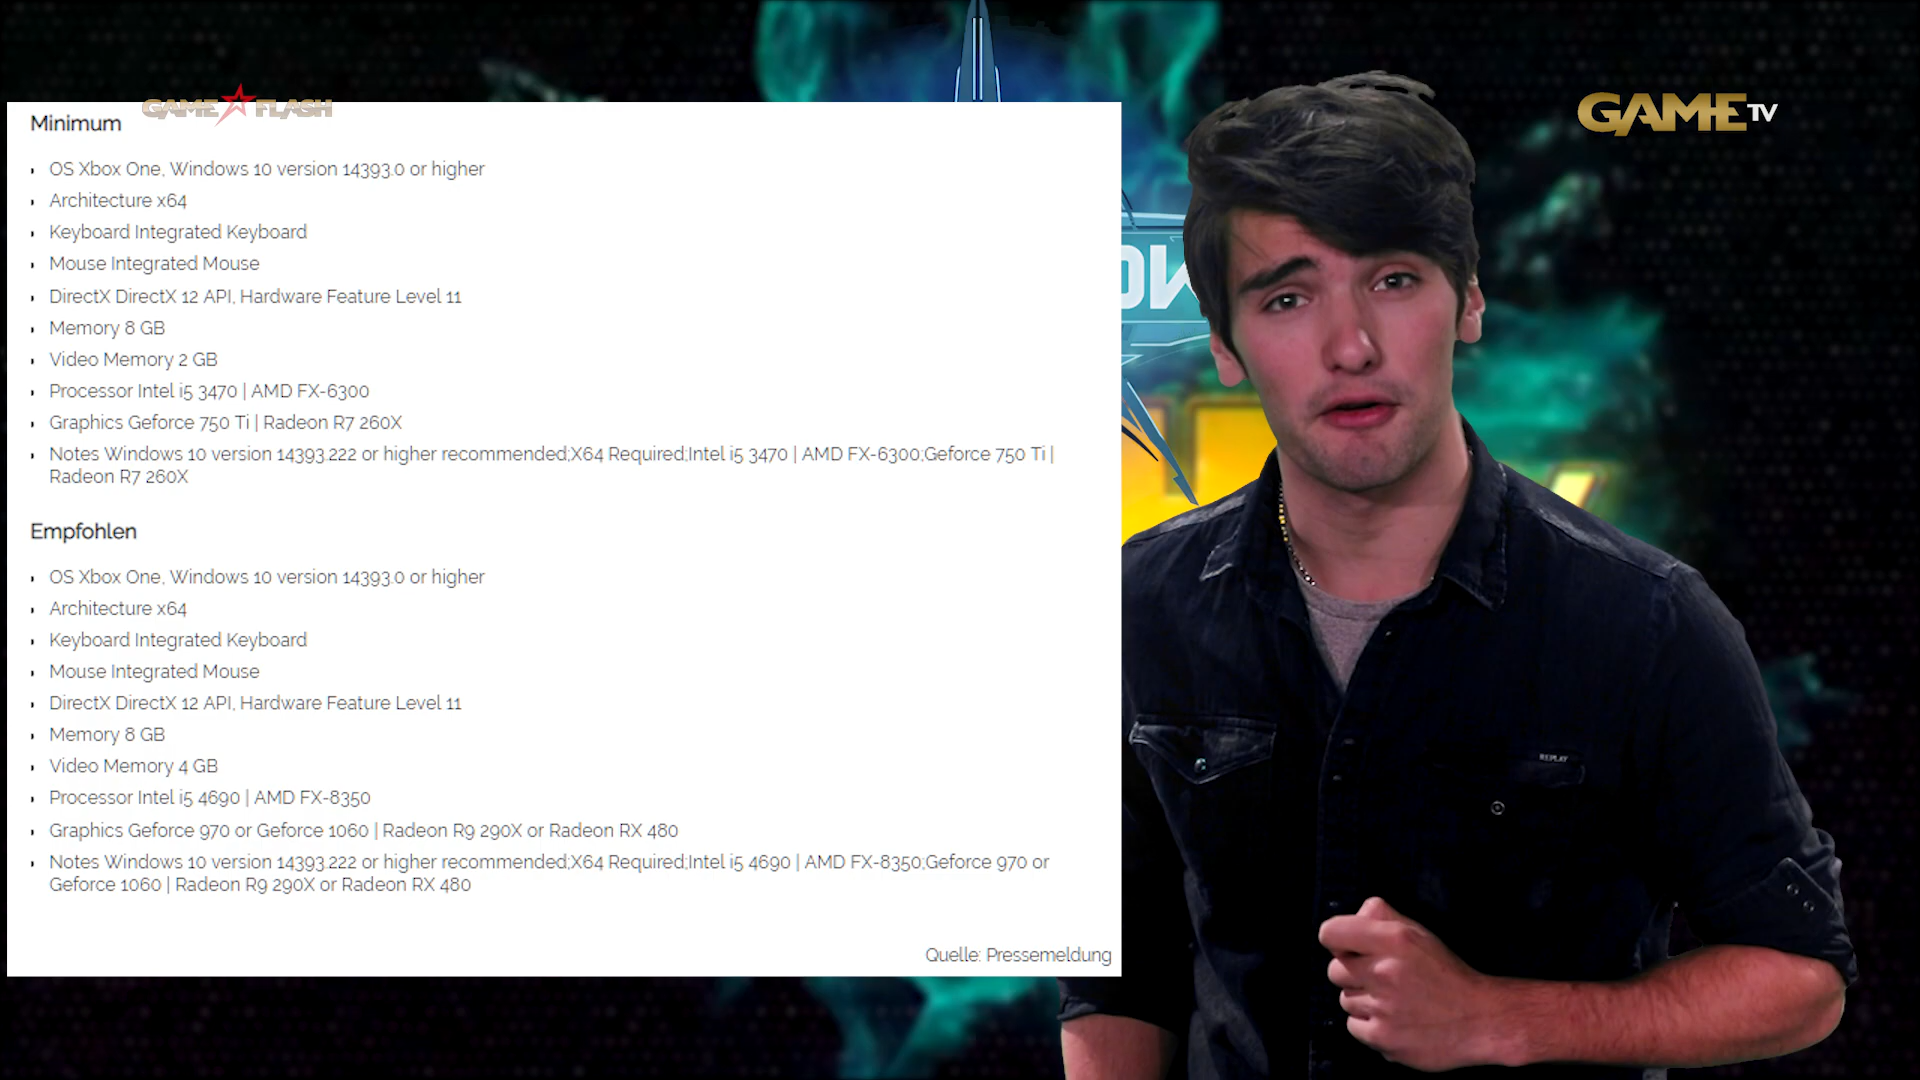 GAME FLASH
GAME TV
Minimum
OS Xbox One, Windows 10 version 14393.0 or higher
Architecture x64
Keyboard Integrated Keyboard
Mouse Integrated Mouse
DirectX DirectX 12 API, Hardware Feature Level 11
Memory 8 GB
Video Memory 2 GB
Processor Intel i5 3470 | AMD FX-6300
Graphics Geforce 750 Ti | Radeon R7 260X
Notes Windows 10 version 14393.222 or higher recommended;X64 Required;Intel i5 3470 | AMD FX-6300;Geforce 750 Ti |
Radeon R7 260X
Empfohlen
OS Xbox One, Windows 10 version 14393.0 or higher
Architecture x64
Keyboard Integrated Keyboard
Mouse Integrated Mouse
DirectX DirectX 12 API, Hardware Feature Level 11
Memory 8 GB
Video Memory 4 GB
Processor Intel i5 4690 | AMD FX-8350
Graphics Geforce 970 or Geforce 1060 | Radeon R9 290X or Radeon RX 480
Notes Windows 10 version 14393.222 or higher recommended;X64 Required;Intel i5 4690 | AMD FX-8350;Geforce 970 or
Geforce 1060 | Radeon R9 290X or Radeon RX 480
Quelle: Pressemeldung
REPLAY